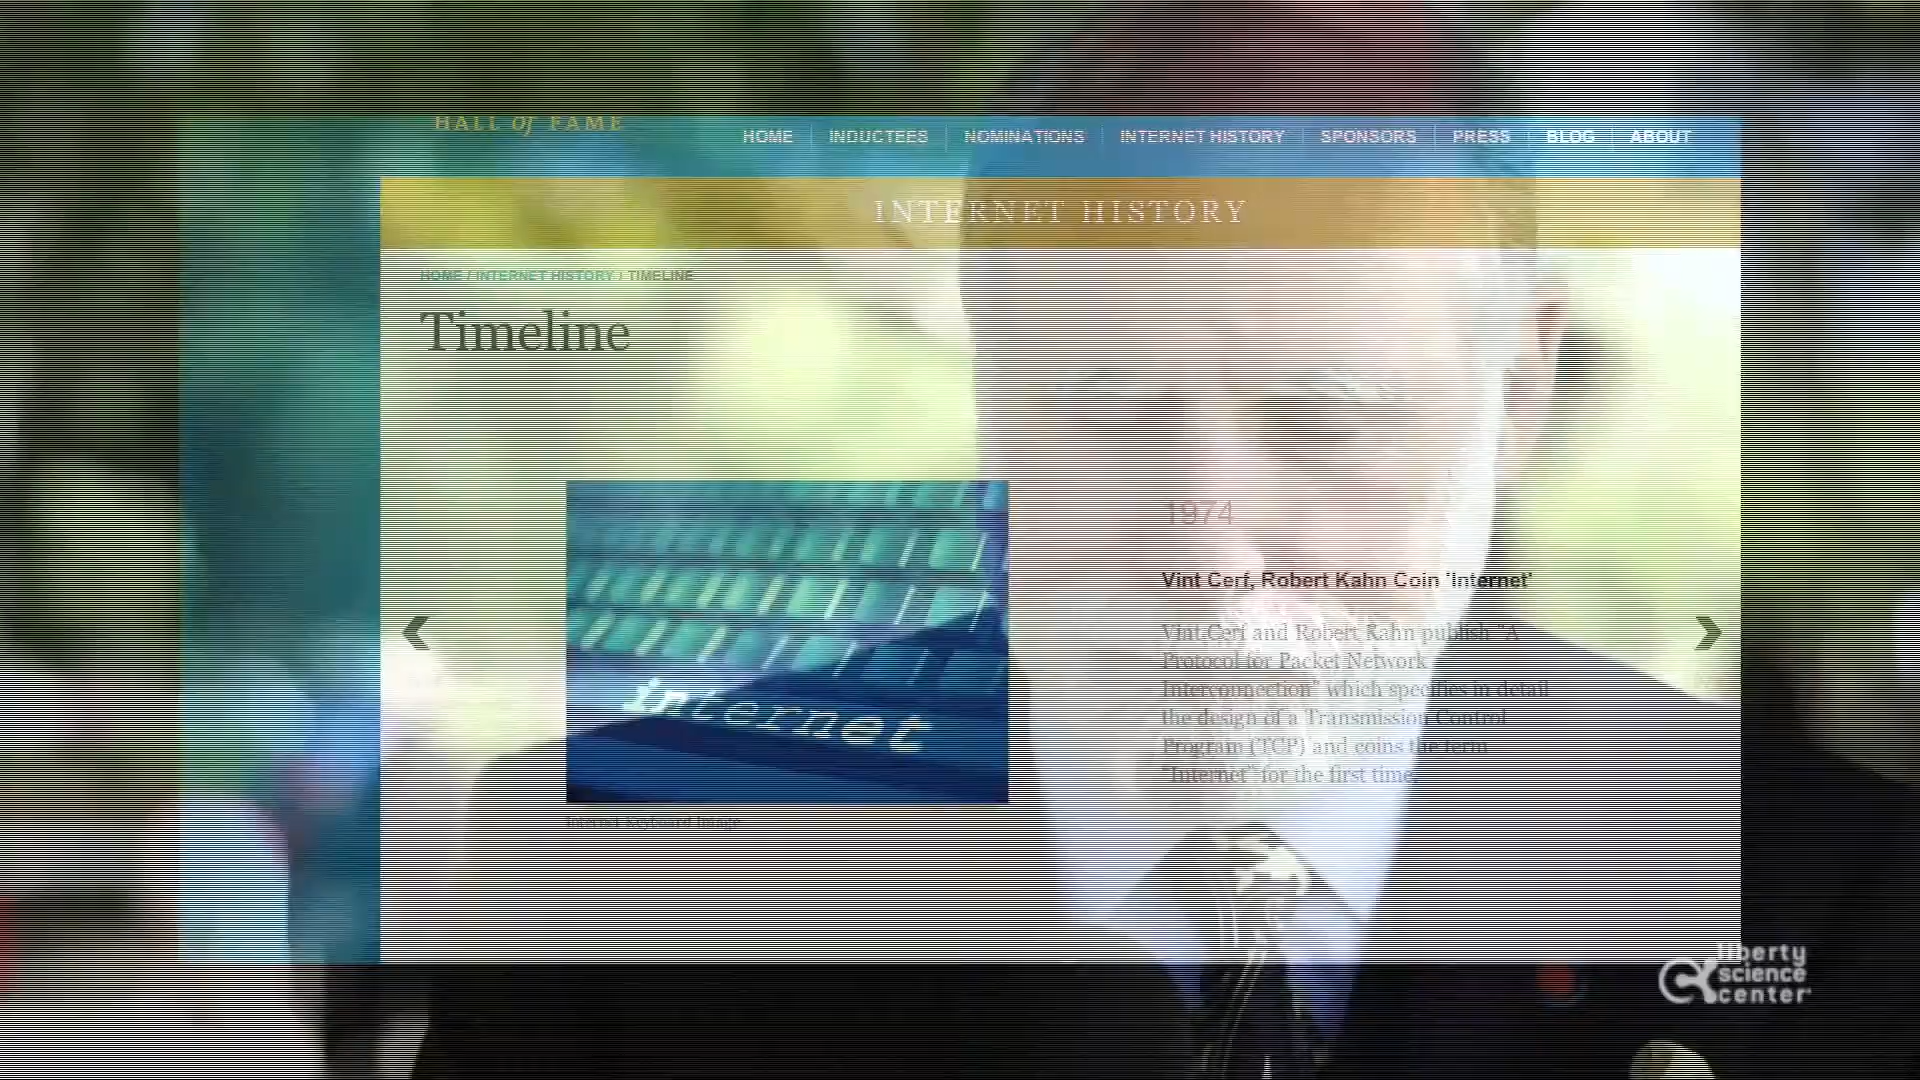 HALL of FAME
HOME INDUCTEES NOMINATIONS INTERNET HISTORY SPONSORS PRESS BLOG ABOUT
INTERNET HISTORY
HOME / INTERNET HISTORY / TIMELINE
Timeline
1974
Vint Cerf, Robert Kahn Coin 'Internet'
Vint Cerf and Robert Kahn publish "A
Protocol for Packet Network
Interconnection" which specifies in detail
the design of a Transmission Control
Program (TCP) and coins the term
"Internet" for the first time.
internet
Internet Keyboard Image
liberty
science
center